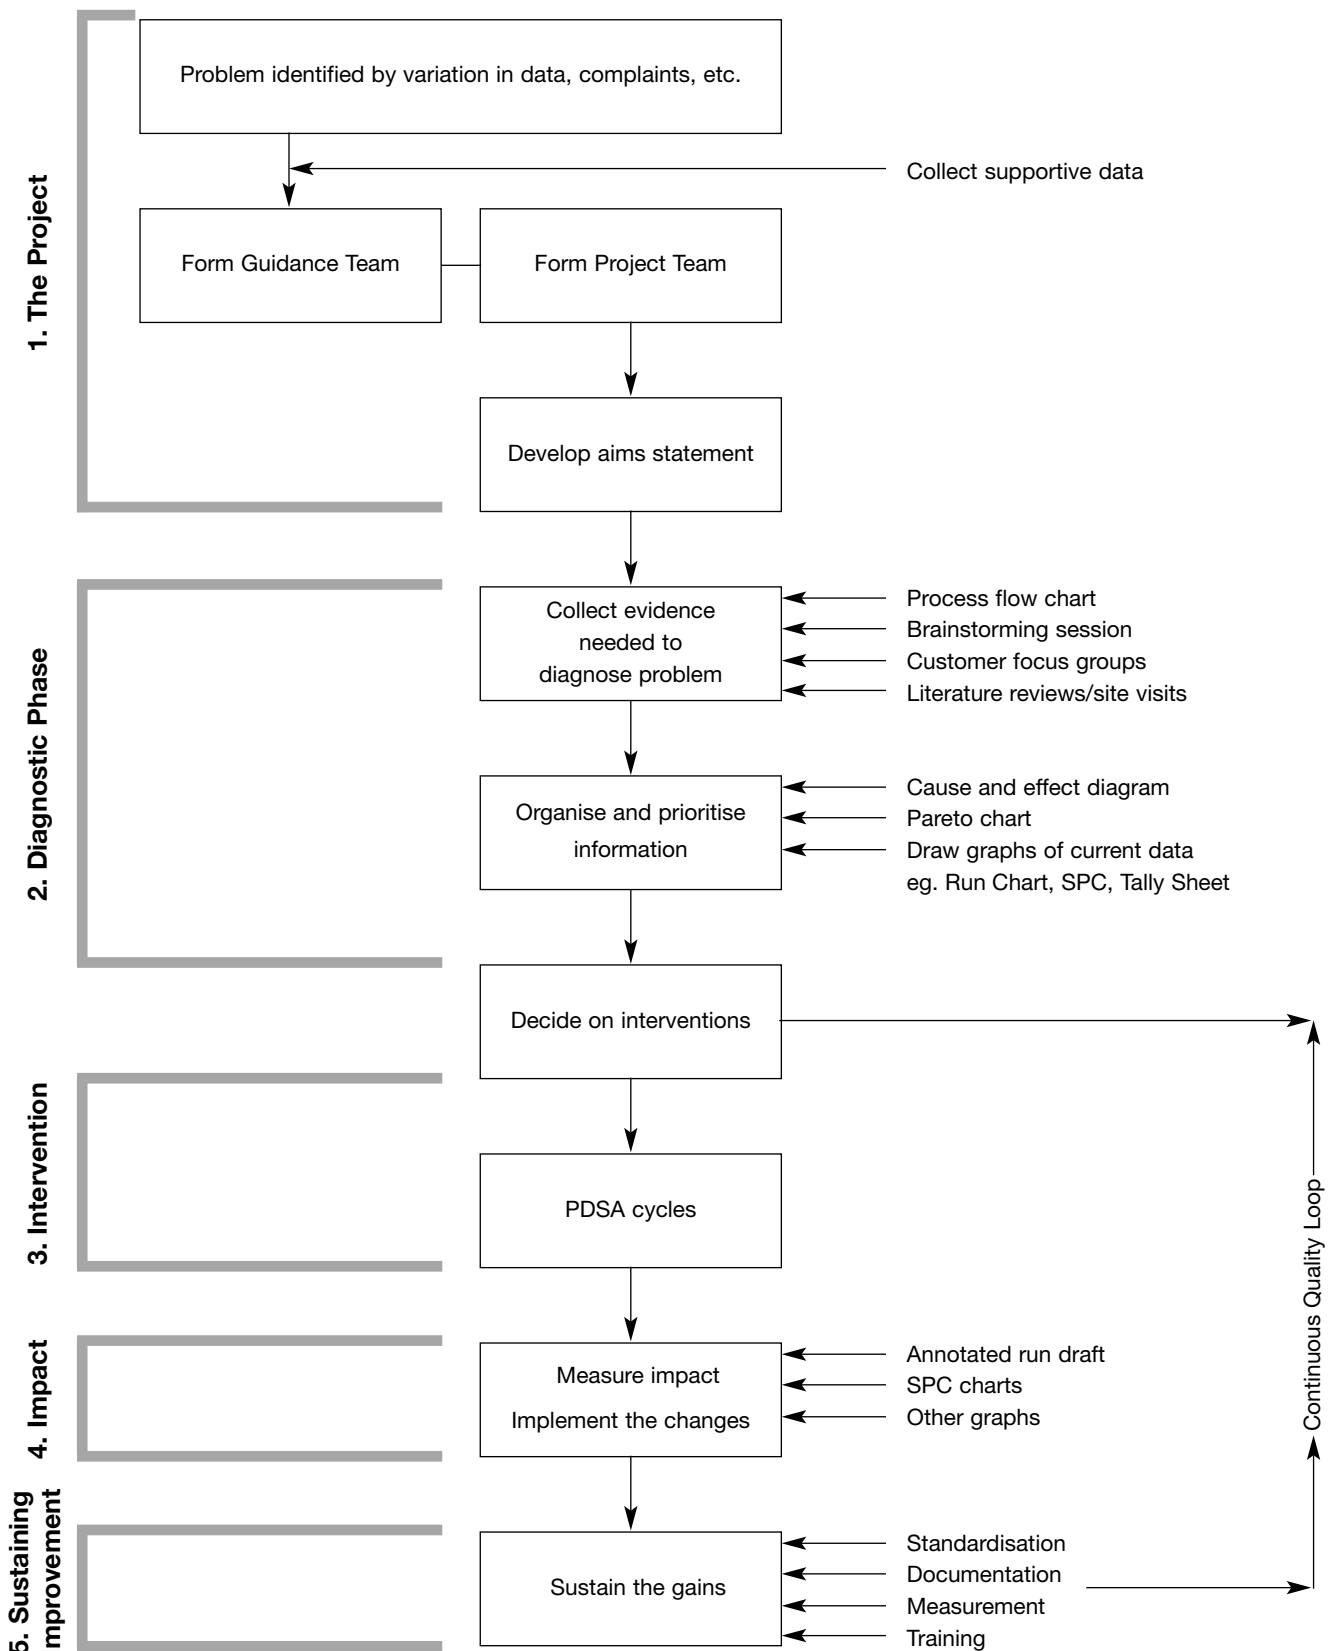 1. The Project
Problem identified by variation in data, complaints, etc.
Collect supportive data
Form Guidance Team
Form Project Team
Develop aims statement
2. Diagnostic Phase
Collect evidence
needed to
diagnose problem
Process flow chart
Brainstorming session
Customer focus groups
Literature reviews/site visits
Organise and prioritise
information
Cause and effect diagram
Pareto chart
Draw graphs of current data
eg. Run Chart, SPC, Tally Sheet
Decide on interventions
3. Intervention
PDSA cycles
Continuous Quality Loop
4. Impact
Measure impact
Implement the changes
Annotated run draft
SPC charts
Other graphs
5. Sustaining
mprovement
Sustain the gains
Standardisation
Documentation
Measurement
Training